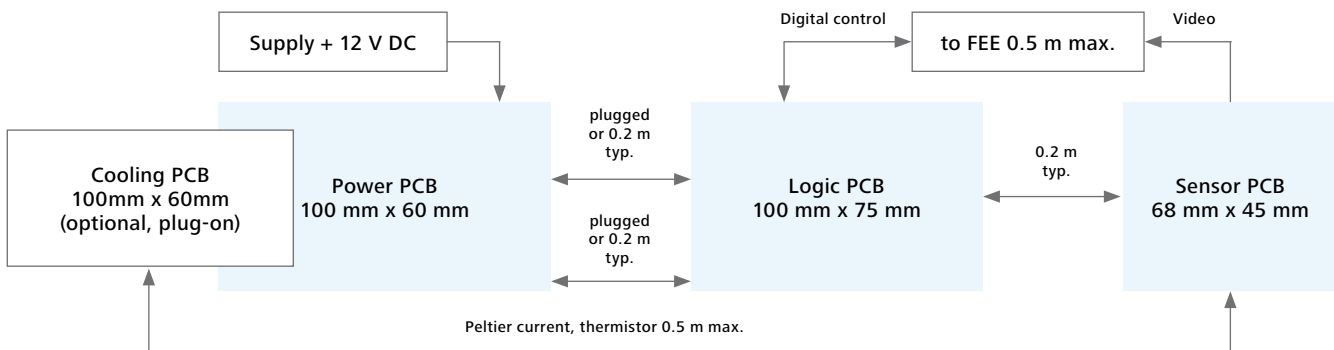 Digital control
Video
Supply + 12 V DC
to FEE 0.5 m max.
plugged
or 0.2 m
typ.
Cooling PCB
100mm x 60mm
(optional, plug-on)
Power PCB
100 mm x 60 mm
Logic PCB
100 mm x 75 mm
0.2 m
typ.
Sensor PCB
68 mm x 45 mm
plugged
or 0.2 m
typ.
Peltier current, thermistor 0.5 m max.